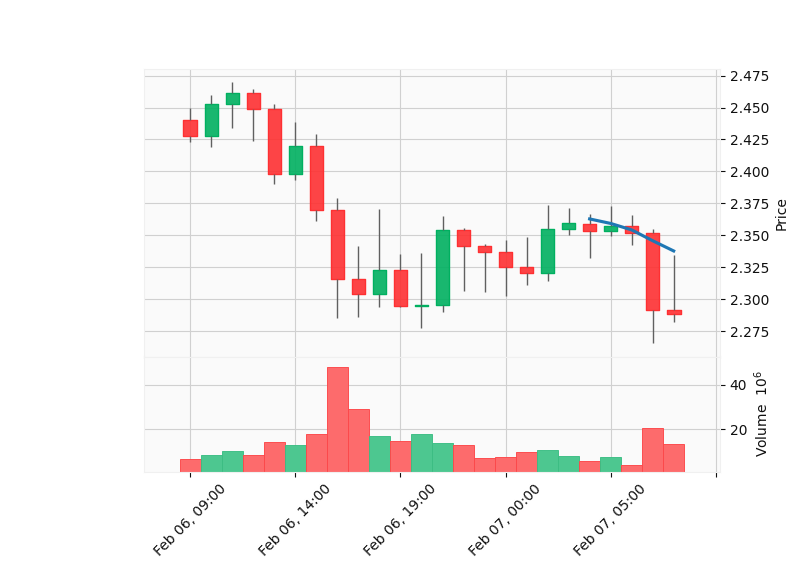 2.475
2.450
2.425
2.400
2.375
2.350
2.325
2.300
2.275
Price
40
20
Volume 10^6
Feb 06, 09:00
Feb 06, 14:00
Feb 06, 19:00
Feb 07, 00:00
Feb 07, 05:00